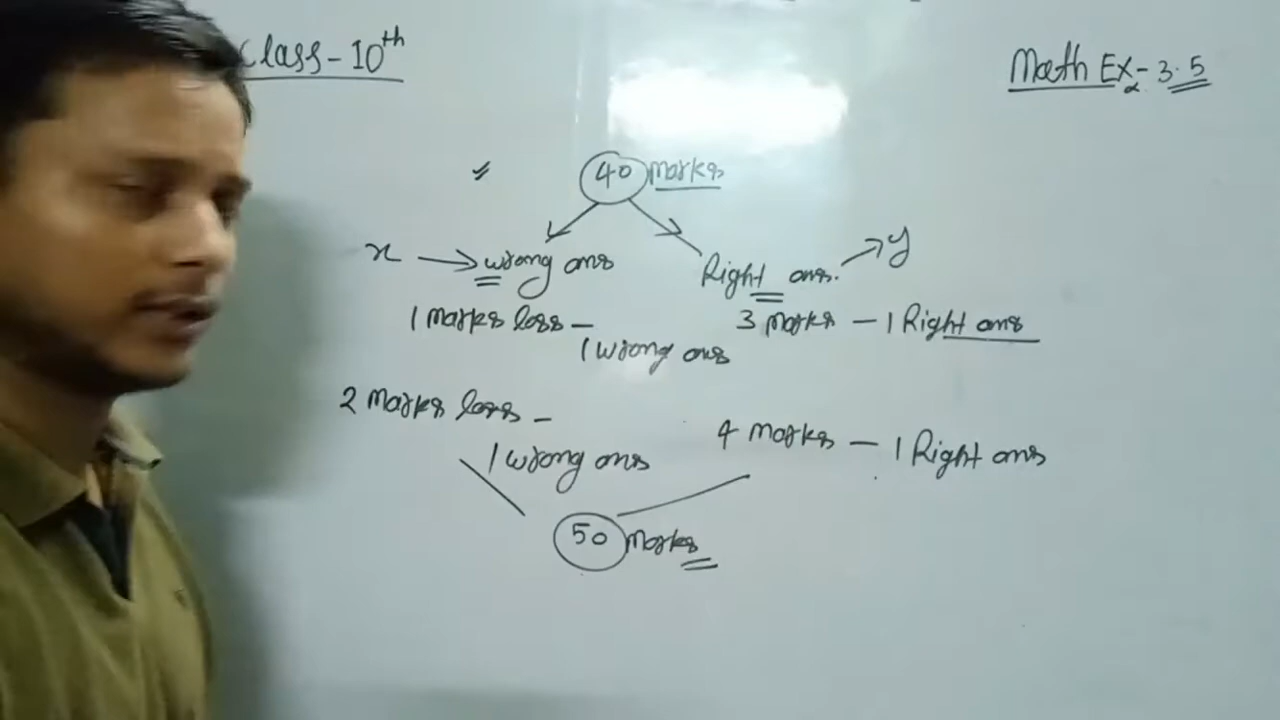 Class-10th
Math Ex-3.5
40 marks
x → wrong ans
Right ans. → y
1 marks loss -
1 wrong ans
3 marks - 1 Right ans
2 marks loss -
1 wrong ans
4 marks - 1 Right ans
50 marks